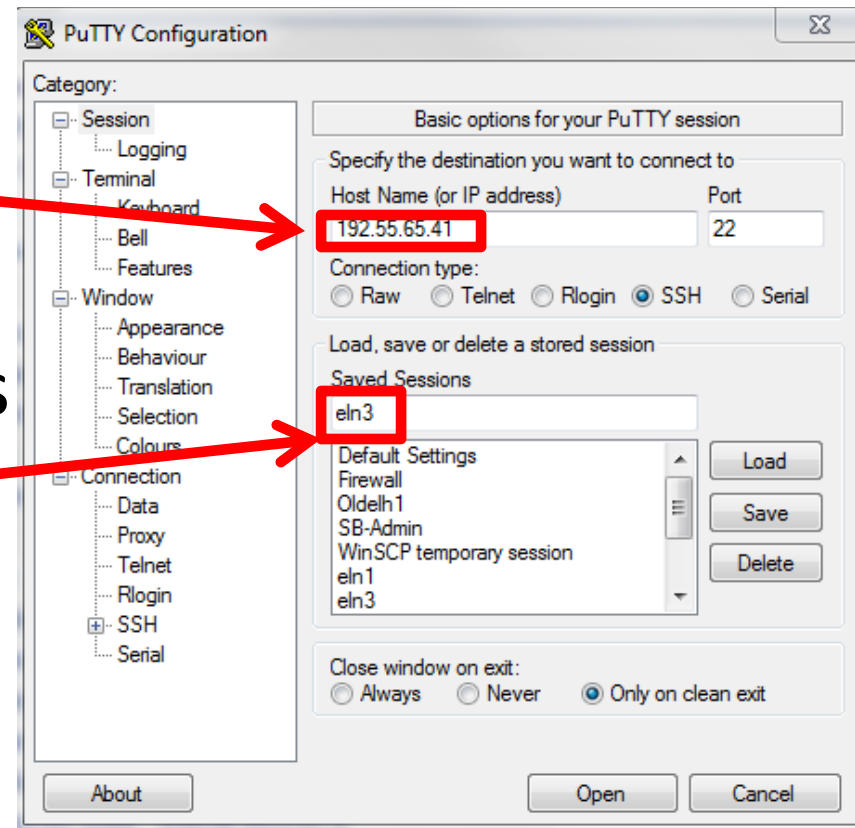 PuTTY Configuration
Category:
Session
Logging
Terminal
Keyboard
Bell
Features
Window
Appearance
Behaviour
Translation
Selection
Colours
Connection
Data
Proxy
Telnet
Rlogin
SSH
Serial
Basic options for your PuTTY session
Specify the destination you want to connect to
Host Name (or IP address) Port
192.55.65.41 22
Connection type:
Raw Telnet Rlogin SSH Serial
Load, save or delete a stored session
Saved Sessions
eln3
Default Settings
Firewall
Oldelh1
SB-Admin
WinSCP temporary session
eln1
eln3
Load
Save
Delete
Close window on exit:
Always Never Only on clean exit
About Open Cancel
s